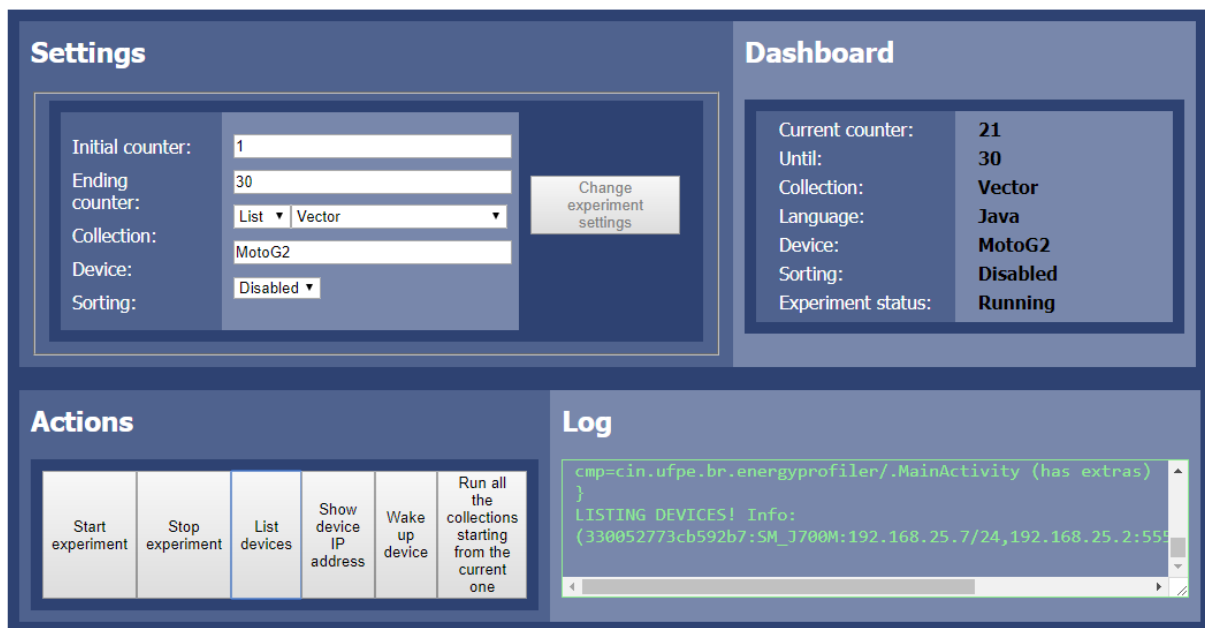 Settings
Initial counter:
1
Ending
counter:
30
Collection:
List Vector
Device:
MotoG2
Sorting:
Disabled
Change
experiment
settings
Dashboard
Current counter: 21
Until: 30
Collection: Vector
Language: Java
Device: MotoG2
Sorting: Disabled
Experiment status: Running
Actions
Start
experiment
Stop
experiment
List
devices
Show
device
IP
address
Wake
up
device
Run all
the
collections
starting
from the
current
one
Log
cmp=cin.ufpe.br.energyprofiler/.MainActivity (has extras)
}
LISTING DEVICES! Info:
(330052773cb592b7:SM_J700M:192.168.25.7/24,192.168.25.2:555